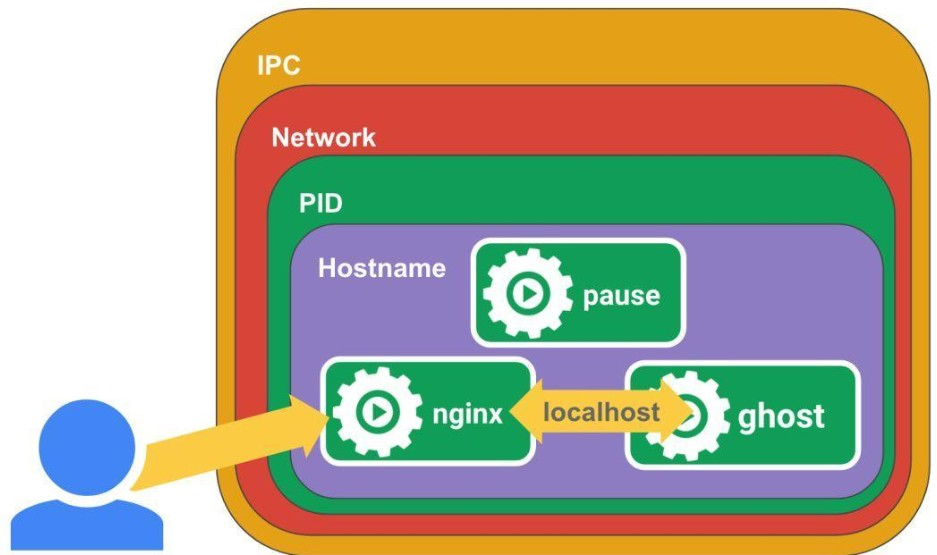 IPC
Network
PID
Hostname
pause
nginx
localhost
ghost